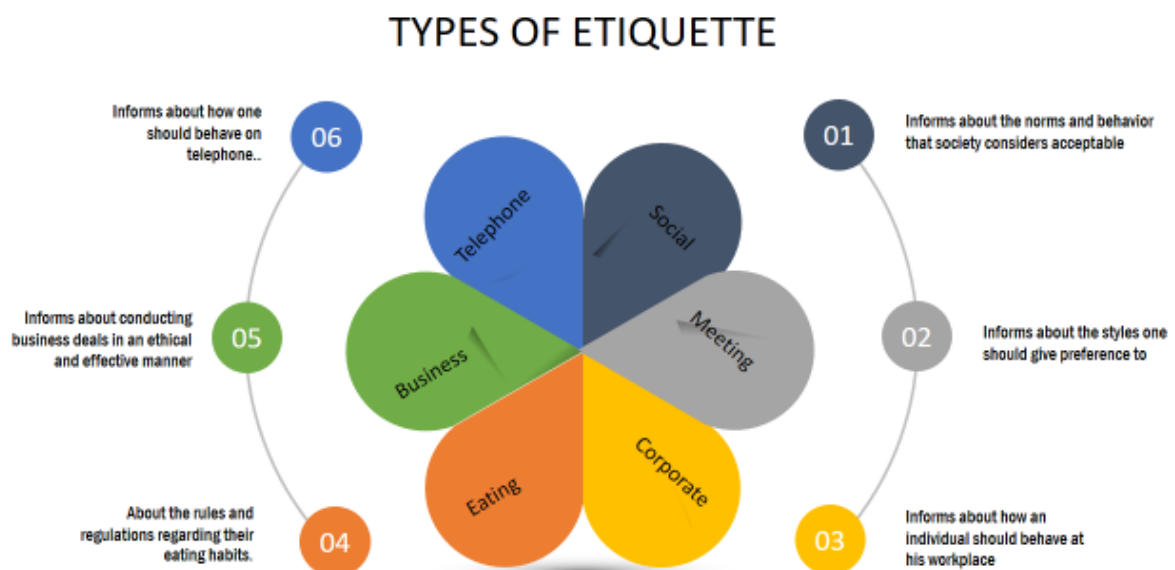 TYPES OF ETIQUETTE
Informs about how one
should behave on
telephone..
06
01
Informs about the norms and behavior
that society considers acceptable
Telephone
Social
Informs about conducting
business deals in an ethical
and effective manner
05
Business
Meeting
02
Informs about the styles one
should give preference to
Eating
Corporate
About the rules and
regulations regarding their
eating habits.
04
03
Informs about how an
individual should behave at
his workplace